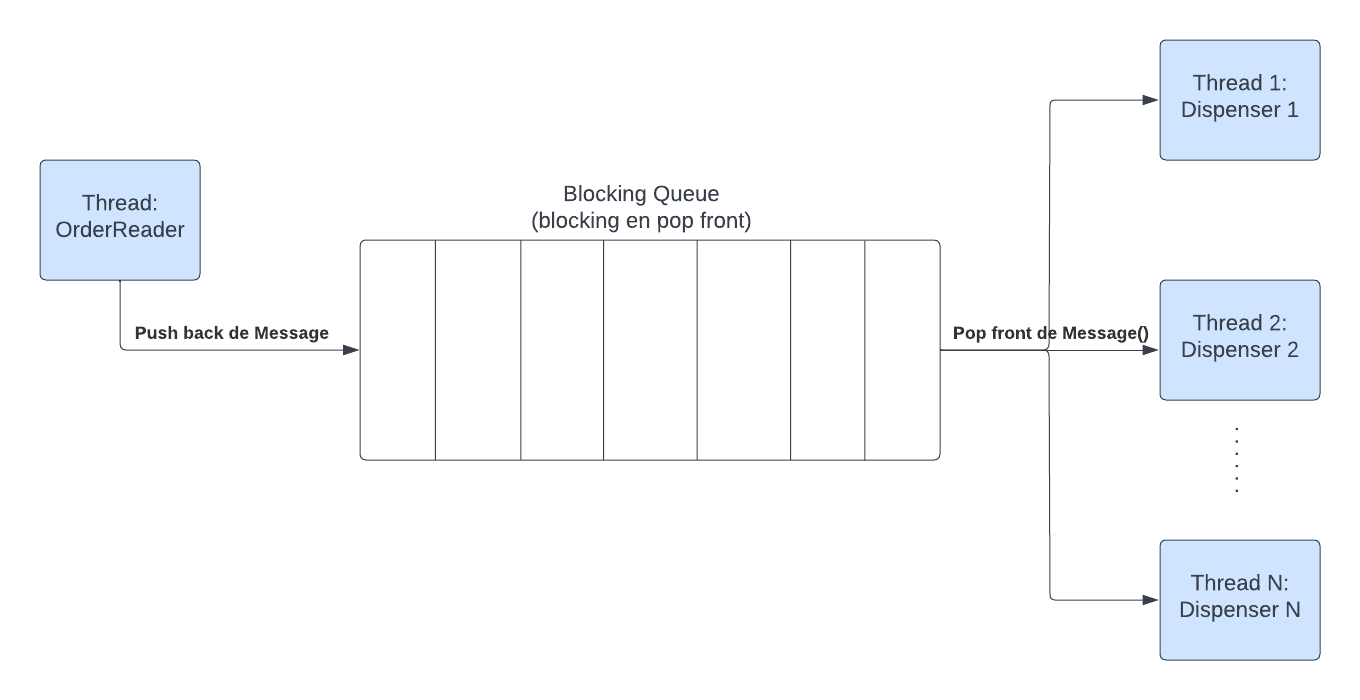 Thread:
OrderReader
Push back de Message
Blocking Queue
(blocking en pop front)
Pop front de Message()
Thread 1:
Dispenser 1
Thread 2:
Dispenser 2
Thread N:
Dispenser N